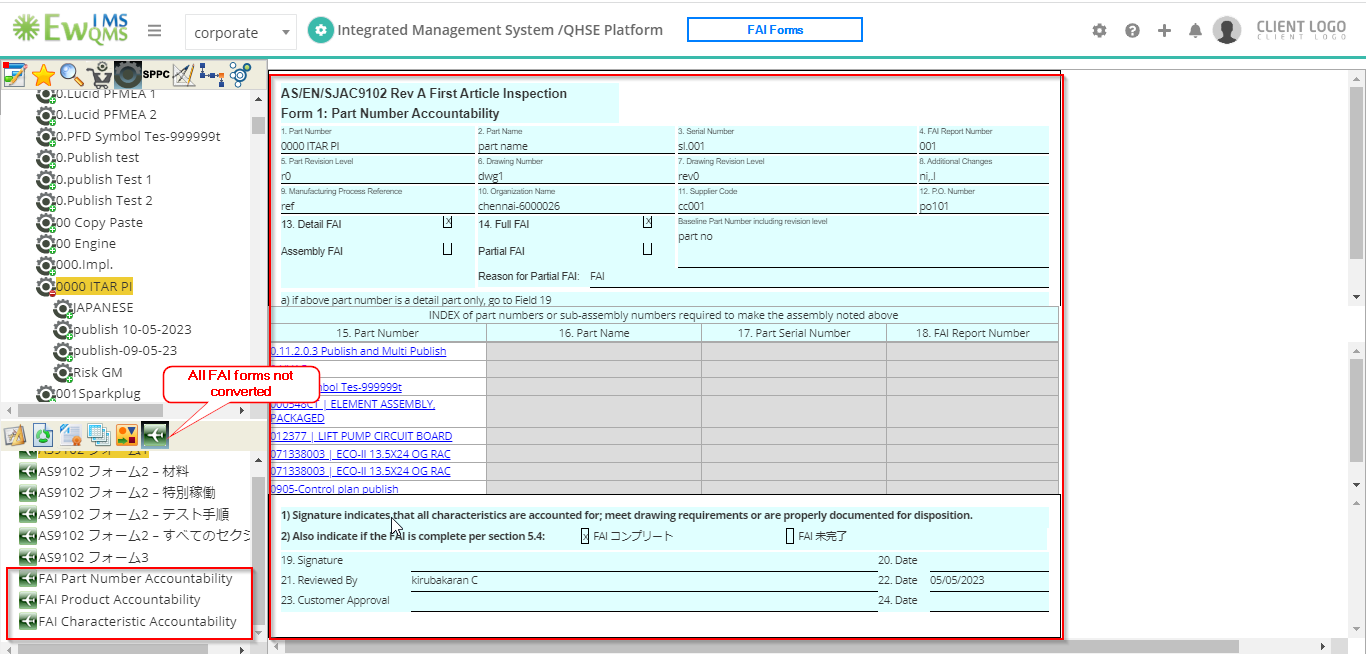 EwQMS IMS
corporate
Integrated Management System /QHSE Platform
FAI Forms
CLIENT LOGO
CLIENT LOGO
SPPC
0.Lucid PFMEA 1
0.Lucid PFMEA 2
0.PFD Symbol Tes-999999t
0.Publish test
0.publish Test 1
0.Publish Test 2
00 Copy Paste
00 Engine
000.Impl.
0000 ITAR PI
JAPANESE
publish 10-05-2023
publish-09-05-23
Risk GM
001Sparkplug
All FAI forms not
converted
AS9102 フォーム1
AS9102 フォーム2 – 材料
AS9102 フォーム2 – 特別稼働
AS9102 フォーム2 – テスト手順
AS9102 フォーム2 – すべてのセクシ
AS9102 フォーム3
FAI Part Number Accountability
FAI Product Accountability
FAI Characteristic Accountability
AS/EN/SJAC9102 Rev A First Article Inspection
Form 1: Part Number Accountability
1. Part Number 2. Part Name 3. Serial Number 4. FAI Report Number
0000 ITAR PI part name sl.001 001
5. Part Revision Level 6. Drawing Number 7. Drawing Revision Level 8. Additional Changes
r0 dwg1 rev0 ni,.l
9. Manufacturing Process Reference 10. Organization Name 11. Supplier Code 12. P.O. Number
ref chennai-6000026 cc001 po101
13. Detail FAI X 14. Full FAI X Baseline Part Number including revision level
part no
Assembly FAI Partial FAI
Reason for Partial FAI: FAI
a) if above part number is a detail part only, go to Field 19
INDEX of part numbers or sub-assembly numbers required to make the assembly noted above
15. Part Number 16. Part Name 17. Part Serial Number 18. FAI Report Number
0.11.2.0.3 Publish and Multi Publish
mbol Tes-999999t
| ELEMENT ASSEMBLY,
PACKAGED
012377 | LIFT PUMP CIRCUIT BOARD
071338003 | ECO-II 13.5X24 OG RAC
071338003 | ECO-II 13.5X24 OG RAC
0905-Control plan publish
1) Signature indicates that all characteristics are accounted for; meet drawing requirements or are properly documented for disposition.
2) Also indicate if the FAI is complete per section 5.4: X FAI コンプリート FAI 未完了
19. Signature 20. Date
21. Reviewed By kirubakaran C 22. Date 05/05/2023
23. Customer Approval 24. Date